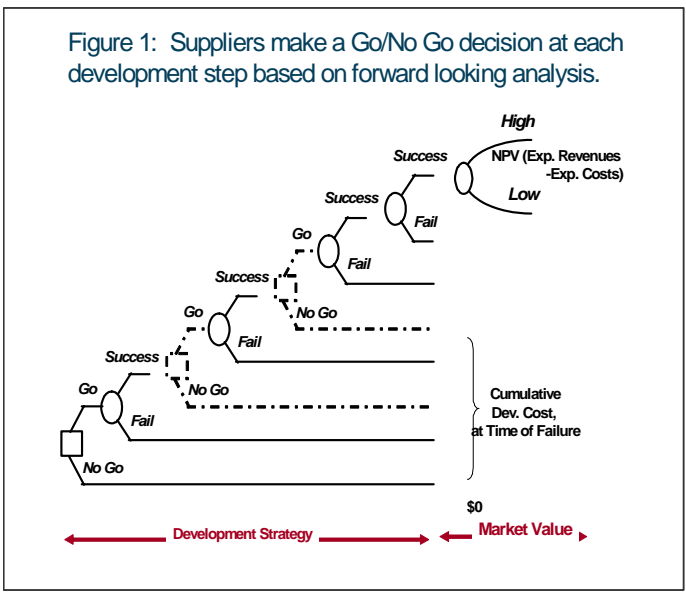 Figure 1: Suppliers make a Go/No Go decision at each
development step based on forward looking analysis.
High
Success
NPV (Exp. Revenues
-Exp. Costs)
Low
Success
Fail
Go
Fail
Success
Go
No Go
Fail
Success
Go
No Go
Fail
No Go
Cumulative
Dev. Cost,
at Time of Failure
$0
Development Strategy
Market Value